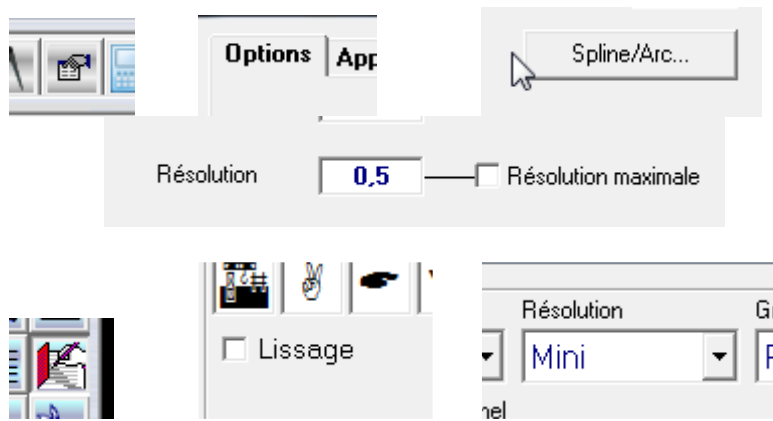 Options
App
Spline/Arc...
Résolution
0,5
Résolution maximale
Lissage
Résolution
Mini